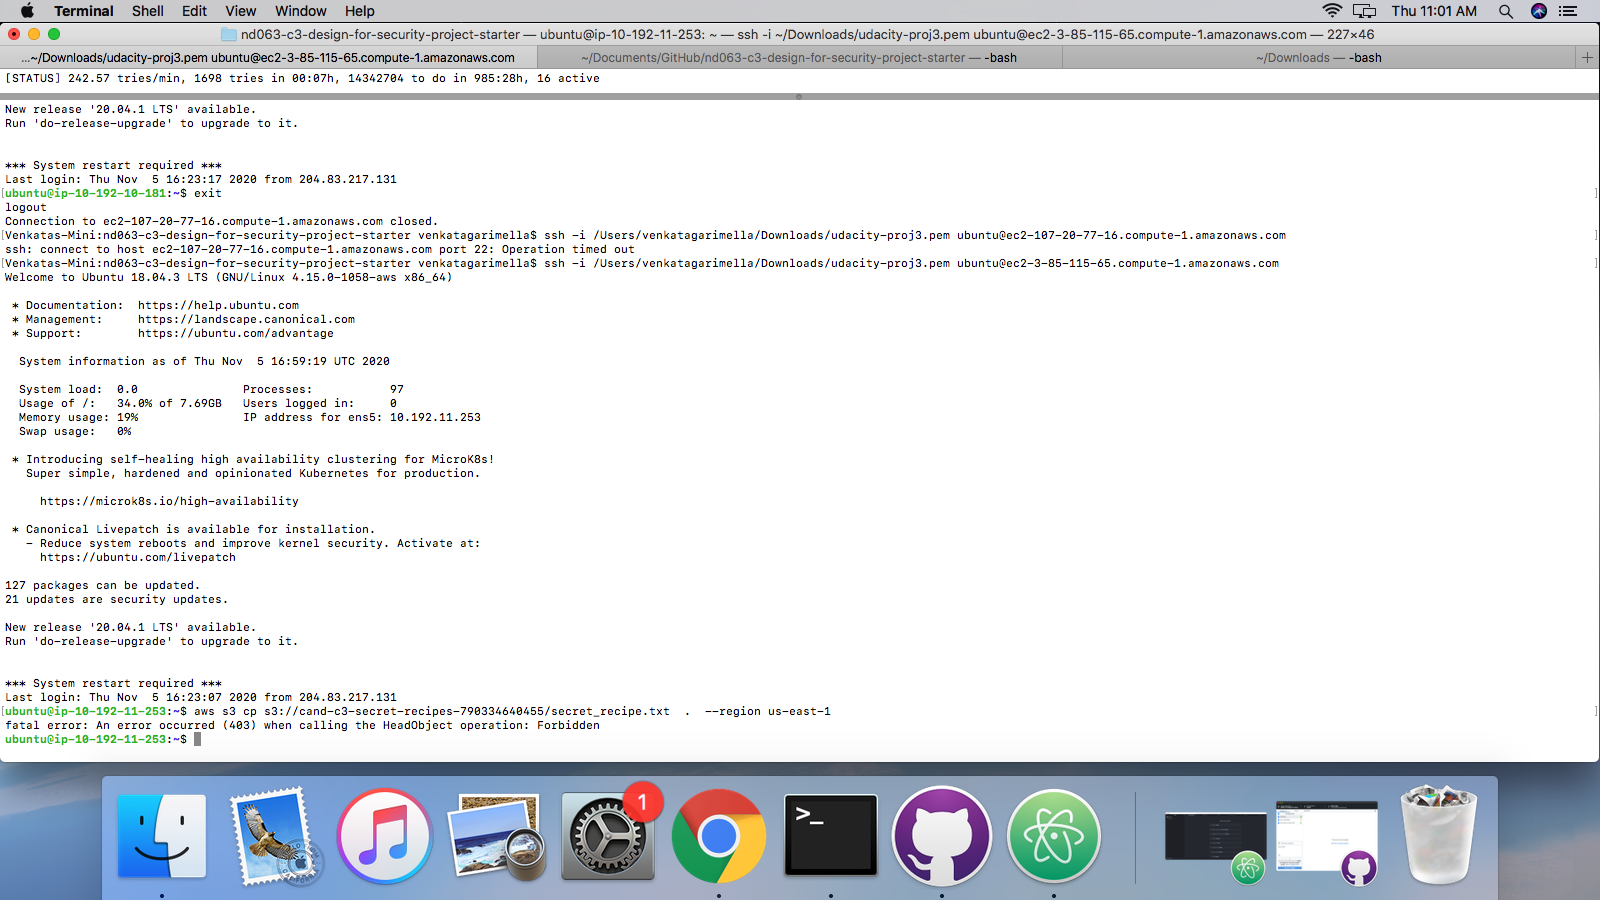 Terminal Shell Edit View Window Help Thu 11:01 AM
nd063-c3-design-for-security-project-starter — ubuntu@ip-10-192-11-253: ~ — ssh -i ~/Downloads/udacity-proj3.pem ubuntu@ec2-3-85-115-65.compute-1.amazonaws.com — 227×46
...~/Downloads/udacity-proj3.pem ubuntu@ec2-3-85-115-65.compute-1.amazonaws.com ~/Documents/GitHub/nd063-c3-design-for-security-project-starter — -bash ~/Downloads — -bash +
[STATUS] 242.57 tries/min, 1698 tries in 00:07h, 14342704 to do in 985:28h, 16 active
New release '20.04.1 LTS' available.
Run 'do-release-upgrade' to upgrade to it.
*** System restart required ***
Last login: Thu Nov  5 16:23:17 2020 from 204.83.217.131
[ubuntu@ip-10-192-10-181:~$ exit ]
logout
Connection to ec2-107-20-77-16.compute-1.amazonaws.com closed.
[Venkatas-Mini:nd063-c3-design-for-security-project-starter venkatagarimella$ ssh -i /Users/venkatagarimella/Downloads/udacity-proj3.pem ubuntu@ec2-107-20-77-16.compute-1.amazonaws.com ]
ssh: connect to host ec2-107-20-77-16.compute-1.amazonaws.com port 22: Operation timed out
[Venkatas-Mini:nd063-c3-design-for-security-project-starter venkatagarimella$ ssh -i /Users/venkatagarimella/Downloads/udacity-proj3.pem ubuntu@ec2-3-85-115-65.compute-1.amazonaws.com ]
Welcome to Ubuntu 18.04.3 LTS (GNU/Linux 4.15.0-1058-aws x86_64)
* Documentation:  https://help.ubuntu.com
* Management:     https://landscape.canonical.com
* Support:        https://ubuntu.com/advantage
System information as of Thu Nov  5 16:59:19 UTC 2020
System load:  0.0               Processes:           97
Usage of /:   34.0% of 7.69GB   Users logged in:     0
Memory usage: 19%               IP address for ens5: 10.192.11.253
Swap usage:   0%
* Introducing self-healing high availability clustering for MicroK8s!
Super simple, hardened and opinionated Kubernetes for production.
https://microk8s.io/high-availability
* Canonical Livepatch is available for installation.
- Reduce system reboots and improve kernel security. Activate at:
https://ubuntu.com/livepatch
127 packages can be updated.
21 updates are security updates.
New release '20.04.1 LTS' available.
Run 'do-release-upgrade' to upgrade to it.
*** System restart required ***
Last login: Thu Nov  5 16:23:07 2020 from 204.83.217.131
[ubuntu@ip-10-192-11-253:~$ aws s3 cp s3://cand-c3-secret-recipes-790334640455/secret_recipe.txt  .  --region us-east-1 ]
fatal error: An error occurred (403) when calling the HeadObject operation: Forbidden
ubuntu@ip-10-192-11-253:~$
1
>_